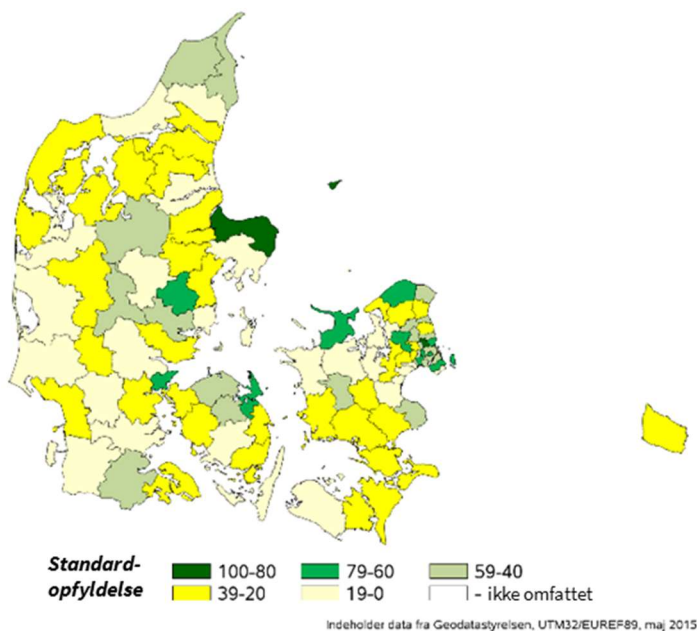 Standard-
opfyldelse
100-80 79-60 59-40
39-20 19-0 - ikke omfattet
Indeholder data fra Geodatastyrelsen, UTM32/EUREF89, maj 2015